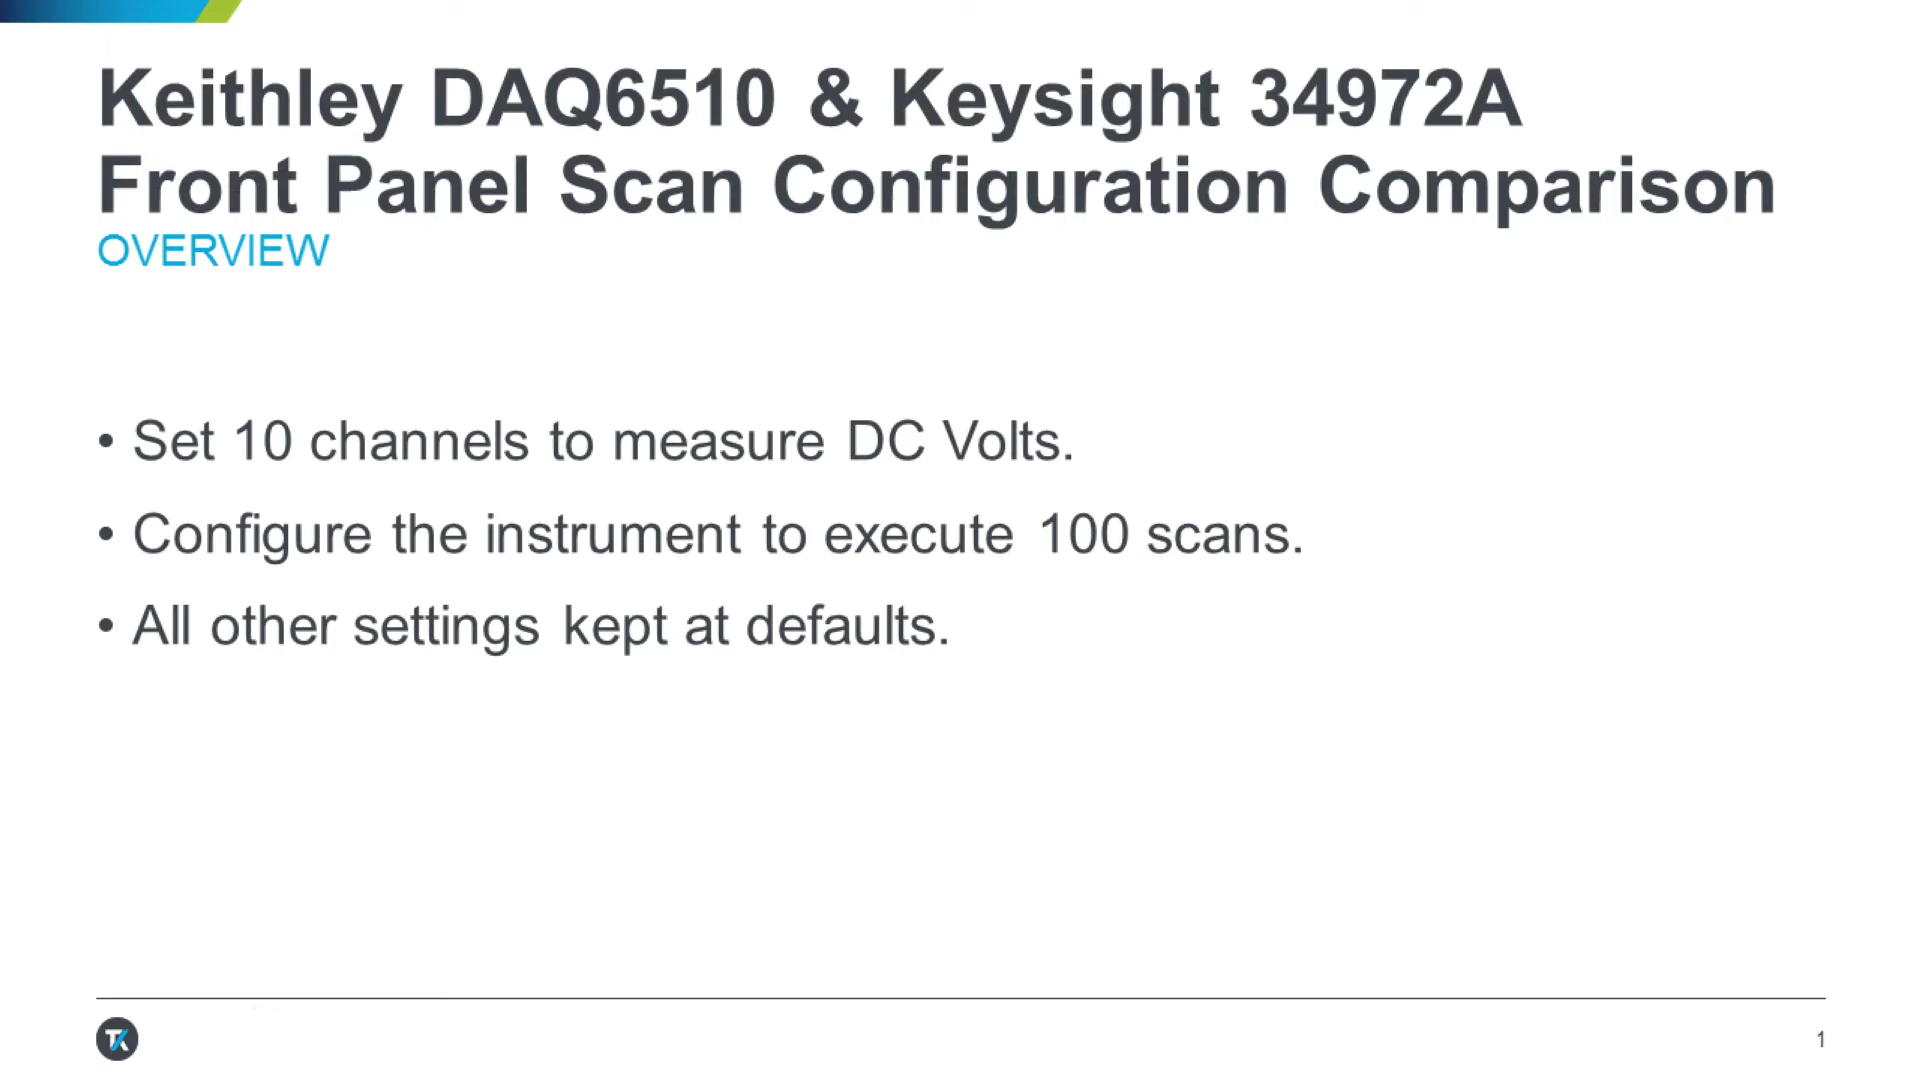 Keithley DAQ6510 & Keysight 34972A
Front Panel Scan Configuration Comparison
OVERVIEW
• Set 10 channels to measure DC Volts.
• Configure the instrument to execute 100 scans.
• All other settings kept at defaults.
TK
1